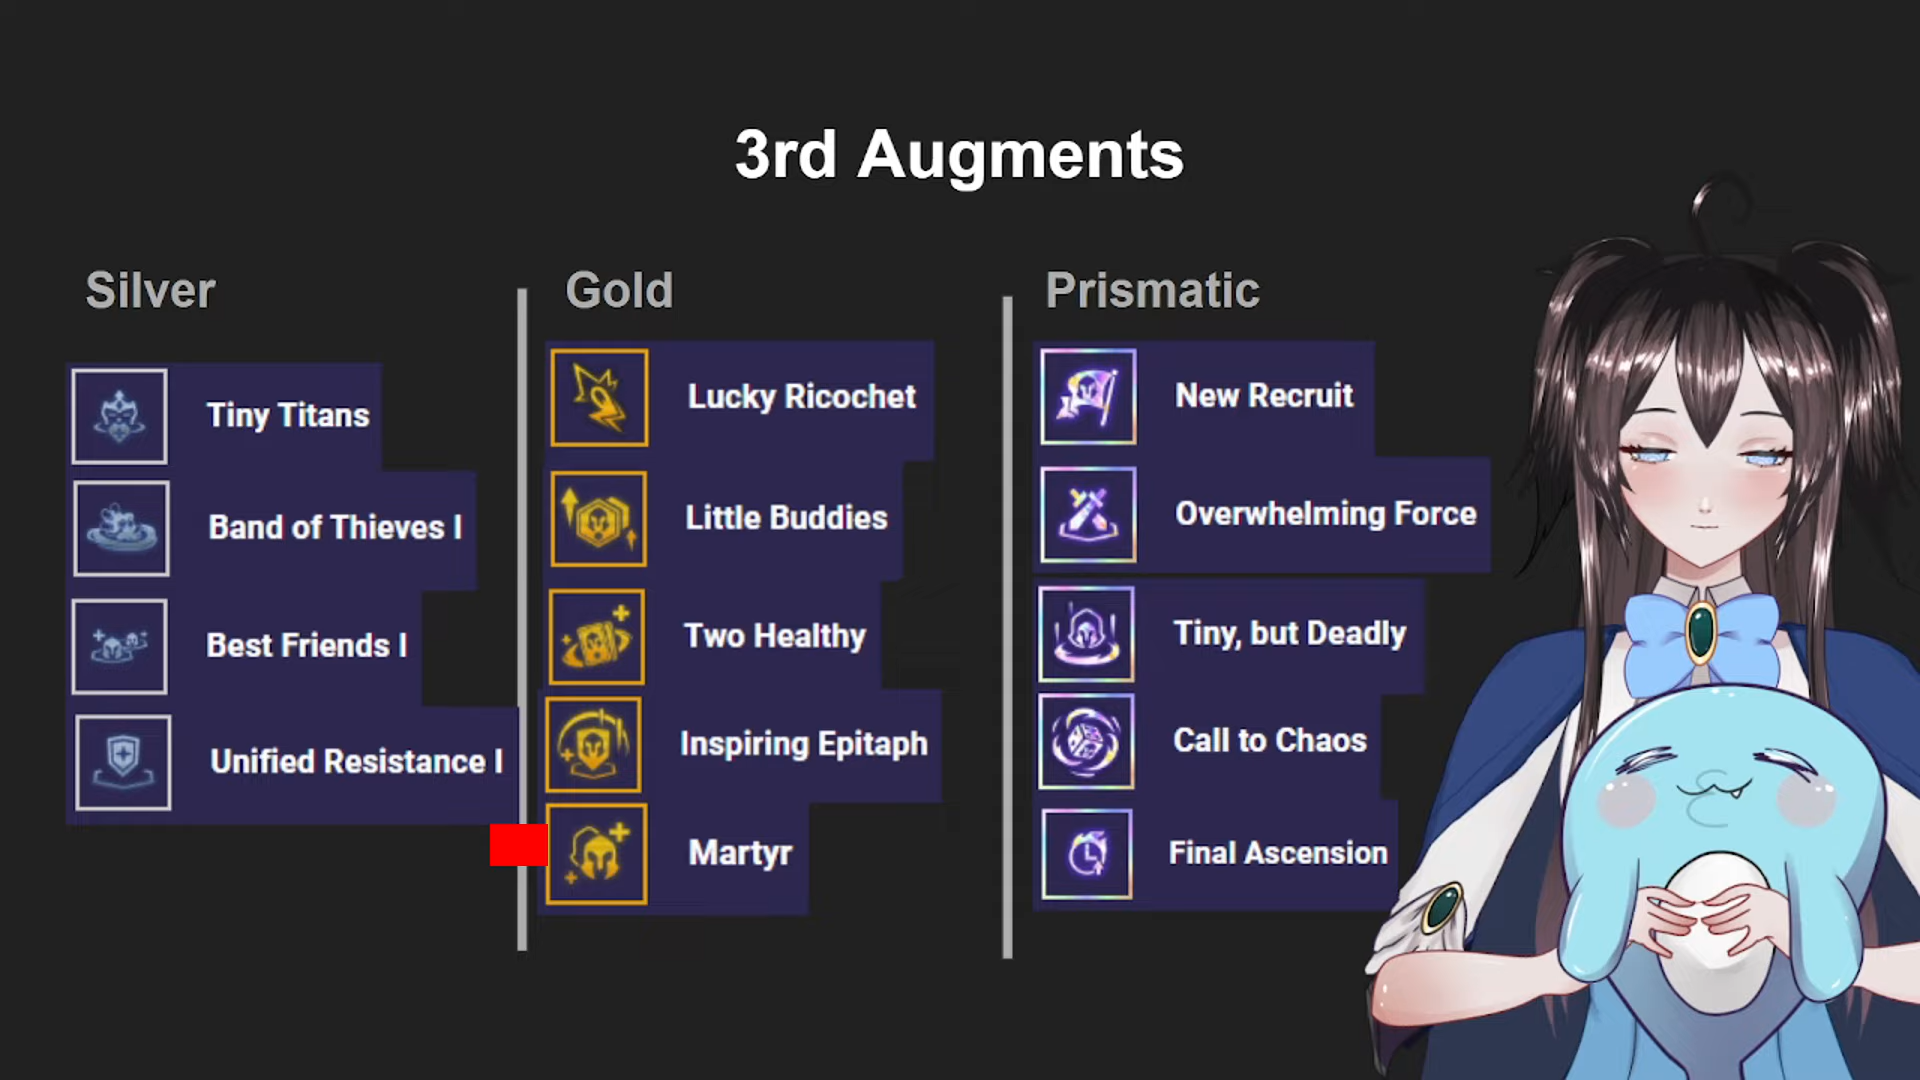 3rd Augments
Silver
Tiny Titans
Band of Thieves I
Best Friends I
Unified Resistance I
Gold
Lucky Ricochet
Little Buddies
Two Healthy
Inspiring Epitaph
Martyr
Prismatic
New Recruit
Overwhelming Force
Tiny, but Deadly
Call to Chaos
Final Ascension